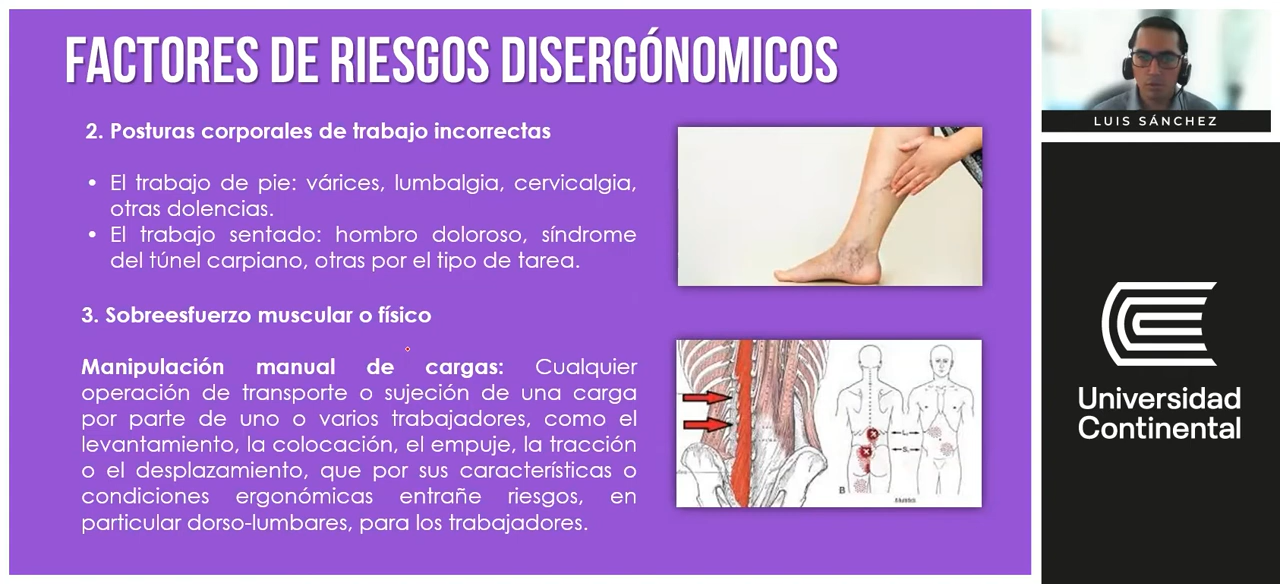 FACTORES DE RIESGOS DISERGÓNOMICOS
2. Posturas corporales de trabajo incorrectas
• El trabajo de pie: várices, lumbalgia, cervicalgia,
otras dolencias.
• El trabajo sentado: hombro doloroso, síndrome
del túnel carpiano, otras por el tipo de tarea.
3. Sobreesfuerzo muscular o físico
Manipulación manual de cargas: Cualquier
operación de transporte o sujeción de una carga
por parte de uno o varios trabajadores, como el
levantamiento, la colocación, el empuje, la tracción
o el desplazamiento, que por sus características o
condiciones ergonómicas entrañe riesgos, en
particular dorso-lumbares, para los trabajadores.
B
LUIS SÁNCHEZ
Universidad
Continental